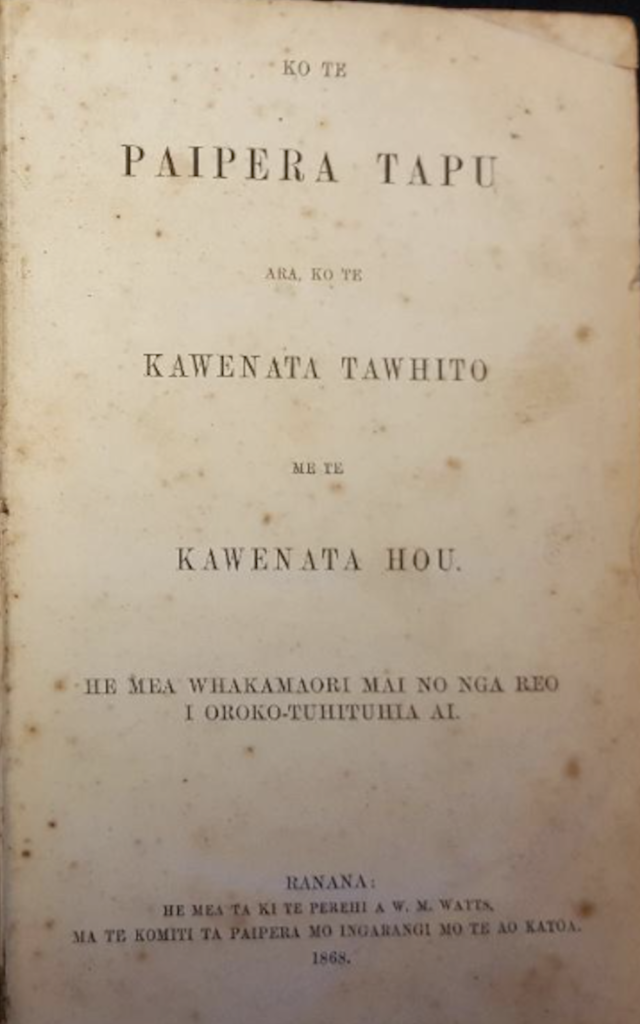 KO TE
PAIPERA TAPU
ARA, KO TE
KAWENATA TAWHITO
ME TE
KAWENATA HOU.
HE MEA WHAKAMAORI MAI NO NGA REO
I OROKO-TUHITUHIA AI.
RANANA:
HE MEA TA KI TE PEREHI A W. M. WATTS,
MA TE KOMITI TA PAIPERA MO INGARANGI MO TE AO KATOA.
1868.